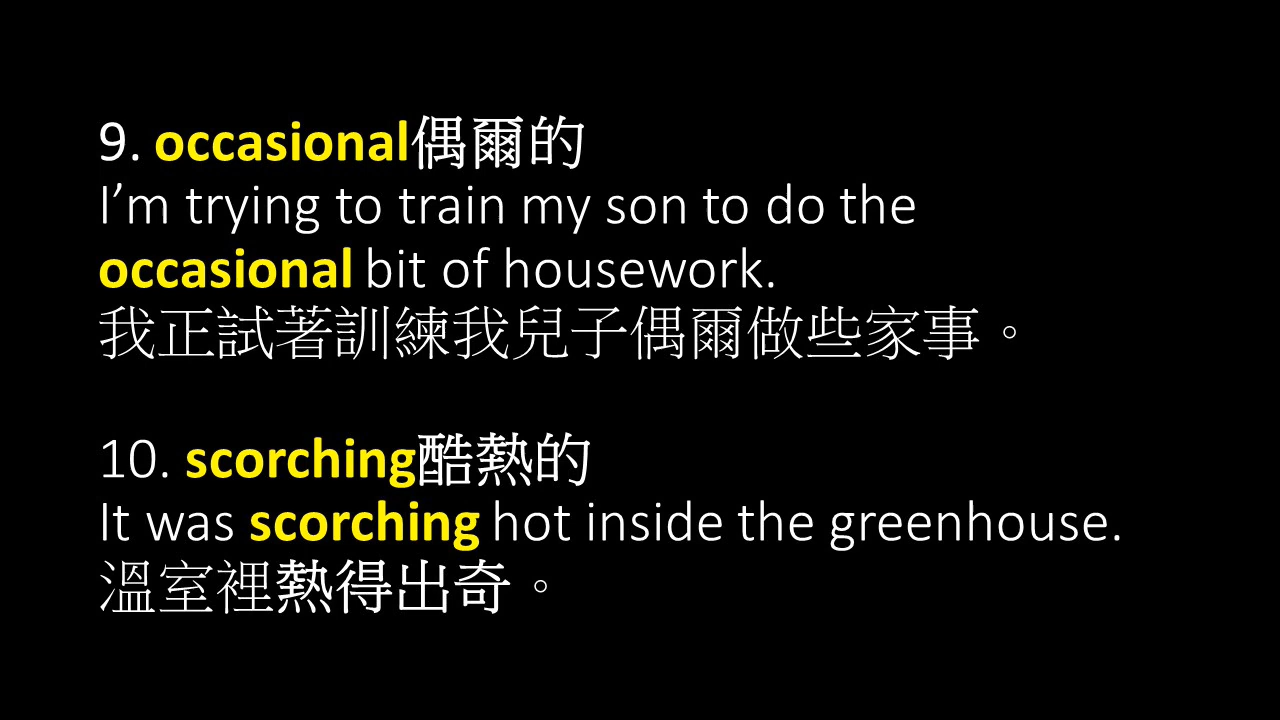 9. occasional偶爾的
I’m trying to train my son to do the
occasional bit of housework.
我正試著訓練我兒子偶爾做些家事。
10. scorching酷熱的
It was scorching hot inside the greenhouse.
溫室裡熱得出奇。